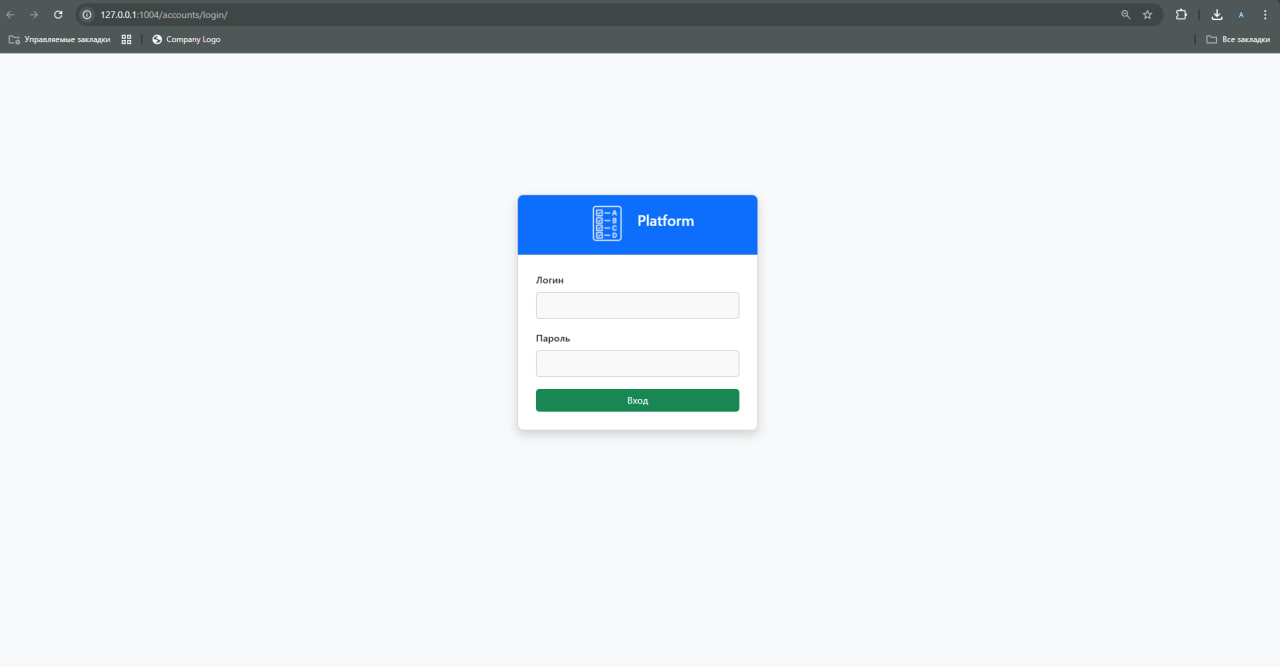 127.0.0.1:1004/accounts/login/
A
Управляемые закладки
Company Logo
Все закладки
A
B
C
D
Platform
Логин
Пароль
Вход